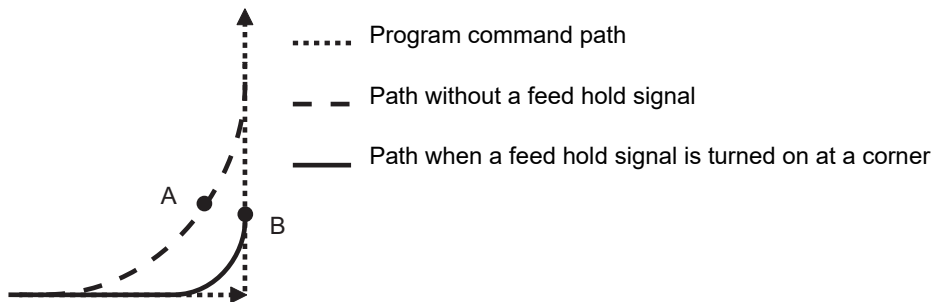 Program command path
Path without a feed hold signal
Path when a feed hold signal is turned on at a corner
A
B